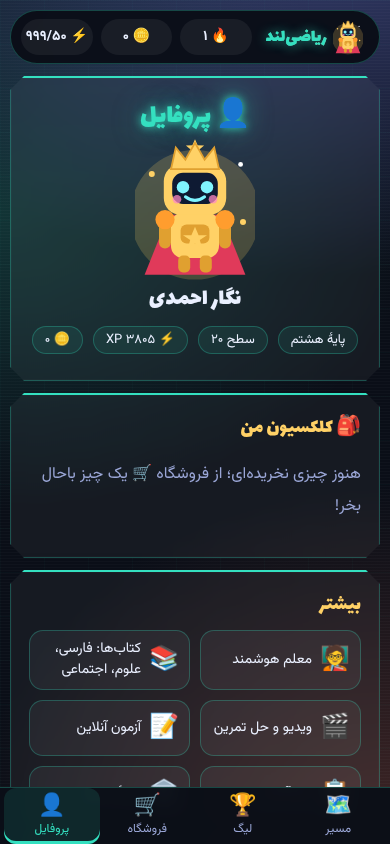 ریاضی‌لند
🔥 ۱
🪙 ۰
⚡ ۹۹۹/۵۰
👤 پروفایل
نگار احمدی
پایهٔ هشتم
سطح ۲۰
⚡ ۳۸۰۵ XP
🪙 ۰
🎒 کلکسیون من
هنوز چیزی نخریده‌ای؛ از فروشگاه 🛒 یک چیز باحال
بخر!
بیشتر
معلم هوشمند
کتاب‌ها: فارسی،
علوم، اجتماعی
ویدیو و حل تمرین
آزمون آنلاین
مسیر
لیگ
فروشگاه
پروفایل